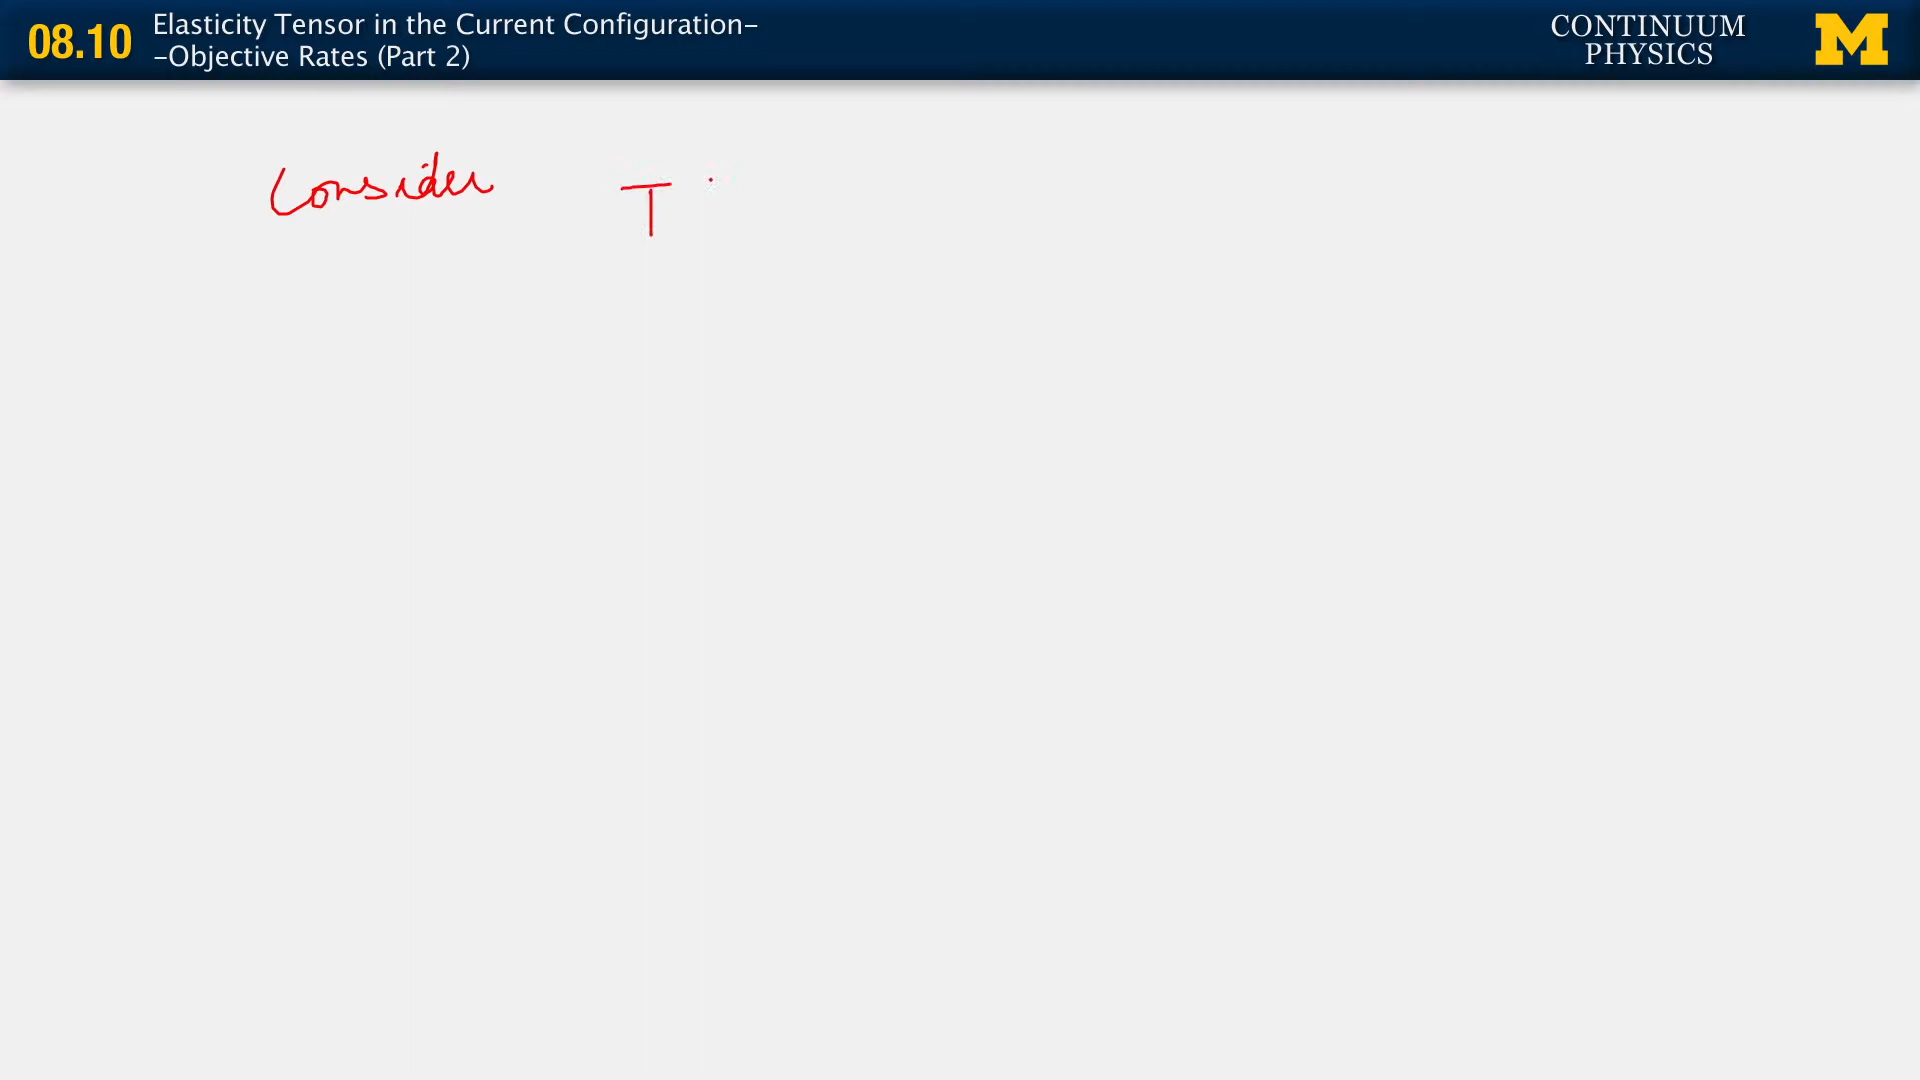 08.10
Elasticity Tensor in the Current Configuration-
-Objective Rates (Part 2)
CONTINUUM
PHYSICS
M
Consider T